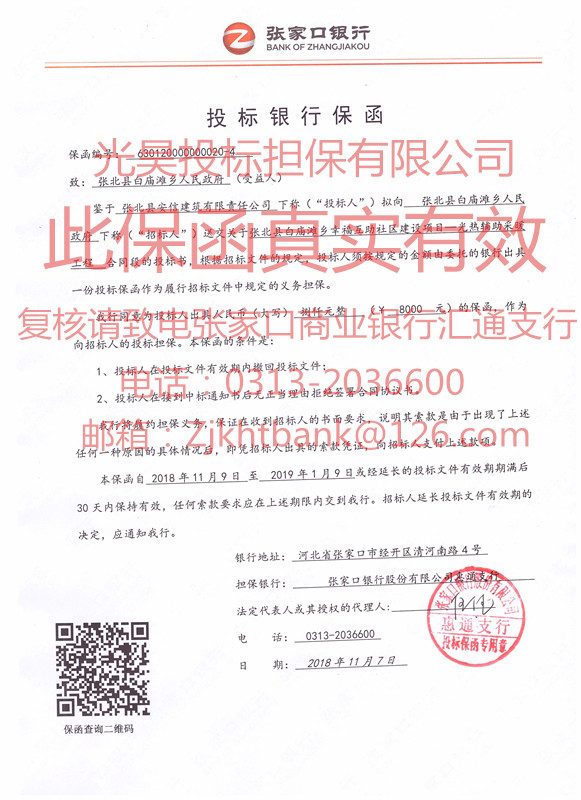 张家口银行
BANK OF ZHANGJIAKOU
投标银行保函
光昊投标担保有限公司
保函编号: 630120000000020-4
致: 张北县白庙滩乡人民政府 (受益人)
鉴于 张北县安信建筑有限责任公司 下称(“投标人”)拟向 张北县白庙滩乡人民
此保函真实有效
政府 下称(“招标人”)送交关于张北县白庙滩乡幸福互助社区建设项目—光热辅助采暖
工程 合同段的投标书,根据招标文件的规定,投标人须按规定的金额由委托的银行出具
一份投标保函作为履行招标文件中规定的义务担保。
我行同意为投标人出具人民币(大写) 捌仟元整 (¥ 8000 元)的保函,作为
复核请致电张家口商业银行汇通支行
向招标人的投标担保。本保函的条件是:
1、投标人在投标文件有效期内撤回投标文件;
电话:0313-2036600
2、投标人在接到中标通知书后无正当理由拒绝签署合同协议书。
我行将履约担保义务,保证在收到招标人的书面要求,说明其索款是由于出现了上述
邮箱:Zjkhtbank@126.com
任何一种原因的具体情况后,即凭招标人出具的索款凭证,向招标人支付上述款项。
本保函自 2018 年 11 月 9 日 至 2019 年 1 月 9 日或经延长的投标文件有效期期满后
30 天内保持有效,任何索款要求应在上述期限内交到我行。招标人延长投标文件有效期的
决定,应通知我行。
银行地址: 河北省张家口市经开区清河南路 4 号
担保银行: 张家口银行股份有限公司惠通支行
法定代表人或其授权的代理人:
张家口银行股份有限公司
惠通支行
投标保函专用章
电 话: 0313-2036600
日 期: 2018 年 11 月 7 日
保函查询二维码